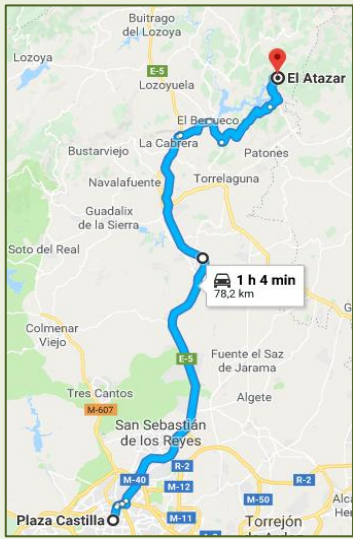 Buitrago
del Lozoya
Lozoya
E-5
El Atazar
Lozoyuela
El Berrueco
La Cabrera
Bustarviejo
Patones
Navalafuente
Torrelaguna
Guadalix
de la Sierra
Soto del Real
1 h 4 min
78,2 km
Colmenar
Viejo
E-5
Fuente el Saz
de Jarama
Tres Cantos
Algete
M-607
San Sebastián
de los Reyes
R-2
M-40
R-2
M-12
M-50
Plaza Castilla
M-11
Torrejón